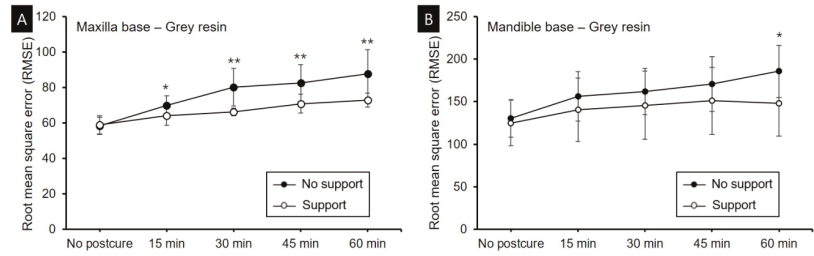 A
Maxilla base – Grey resin
Root mean square error (RMSE)
120
100
80
60
40
20
0
*
**
**
**
No support
Support
No postcure 15 min 30 min 45 min 60 min
B
Mandible base – Grey resin
Root mean square error (RMSE)
250
200
150
100
50
0
*
No support
Support
No postcure 15 min 30 min 45 min 60 min